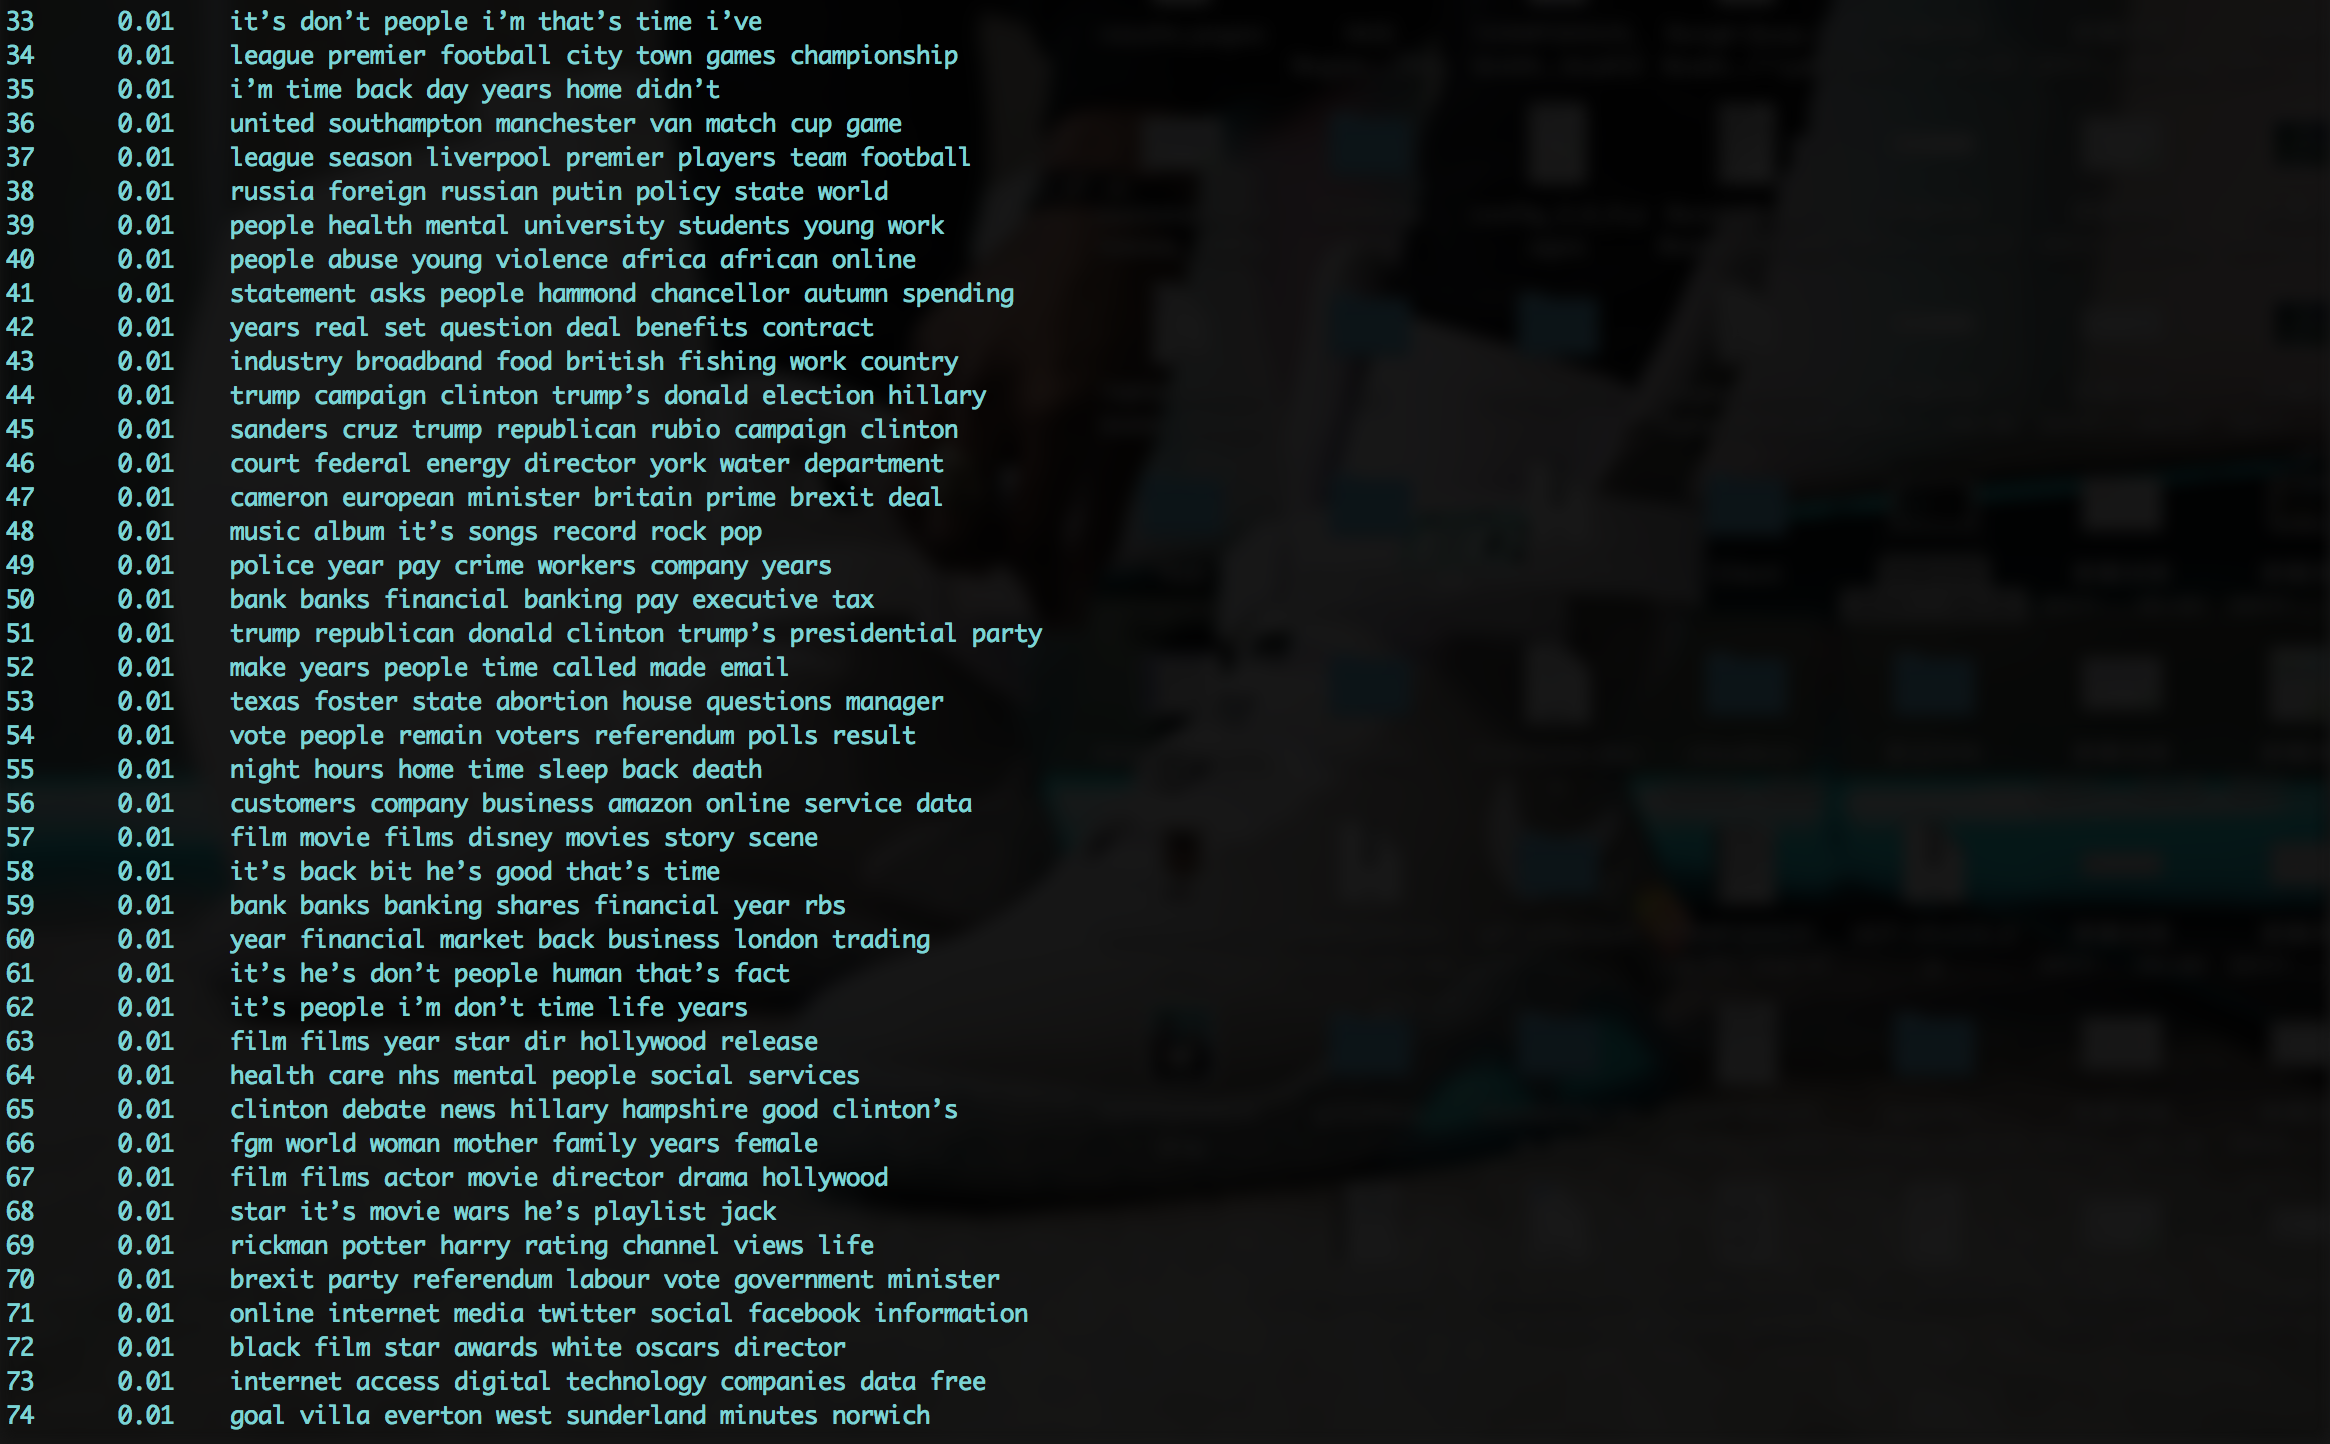 33 0.01 it’s don’t people i’m that’s time i’ve
34 0.01 league premier football city town games championship
35 0.01 i’m time back day years home didn’t
36 0.01 united southampton manchester van match cup game
37 0.01 league season liverpool premier players team football
38 0.01 russia foreign russian putin policy state world
39 0.01 people health mental university students young work
40 0.01 people abuse young violence africa african online
41 0.01 statement asks people hammond chancellor autumn spending
42 0.01 years real set question deal benefits contract
43 0.01 industry broadband food british fishing work country
44 0.01 trump campaign clinton trump’s donald election hillary
45 0.01 sanders cruz trump republican rubio campaign clinton
46 0.01 court federal energy director york water department
47 0.01 cameron european minister britain prime brexit deal
48 0.01 music album it’s songs record rock pop
49 0.01 police year pay crime workers company years
50 0.01 bank banks financial banking pay executive tax
51 0.01 trump republican donald clinton trump’s presidential party
52 0.01 make years people time called made email
53 0.01 texas foster state abortion house questions manager
54 0.01 vote people remain voters referendum polls result
55 0.01 night hours home time sleep back death
56 0.01 customers company business amazon online service data
57 0.01 film movie films disney movies story scene
58 0.01 it’s back bit he’s good that’s time
59 0.01 bank banks banking shares financial year rbs
60 0.01 year financial market back business london trading
61 0.01 it’s he’s don’t people human that’s fact
62 0.01 it’s people i’m don’t time life years
63 0.01 film films year star dir hollywood release
64 0.01 health care nhs mental people social services
65 0.01 clinton debate news hillary hampshire good clinton’s
66 0.01 fgm world woman mother family years female
67 0.01 film films actor movie director drama hollywood
68 0.01 star it’s movie wars he’s playlist jack
69 0.01 rickman potter harry rating channel views life
70 0.01 brexit party referendum labour vote government minister
71 0.01 online internet media twitter social facebook information
72 0.01 black film star awards white oscars director
73 0.01 internet access digital technology companies data free
74 0.01 goal villa everton west sunderland minutes norwich